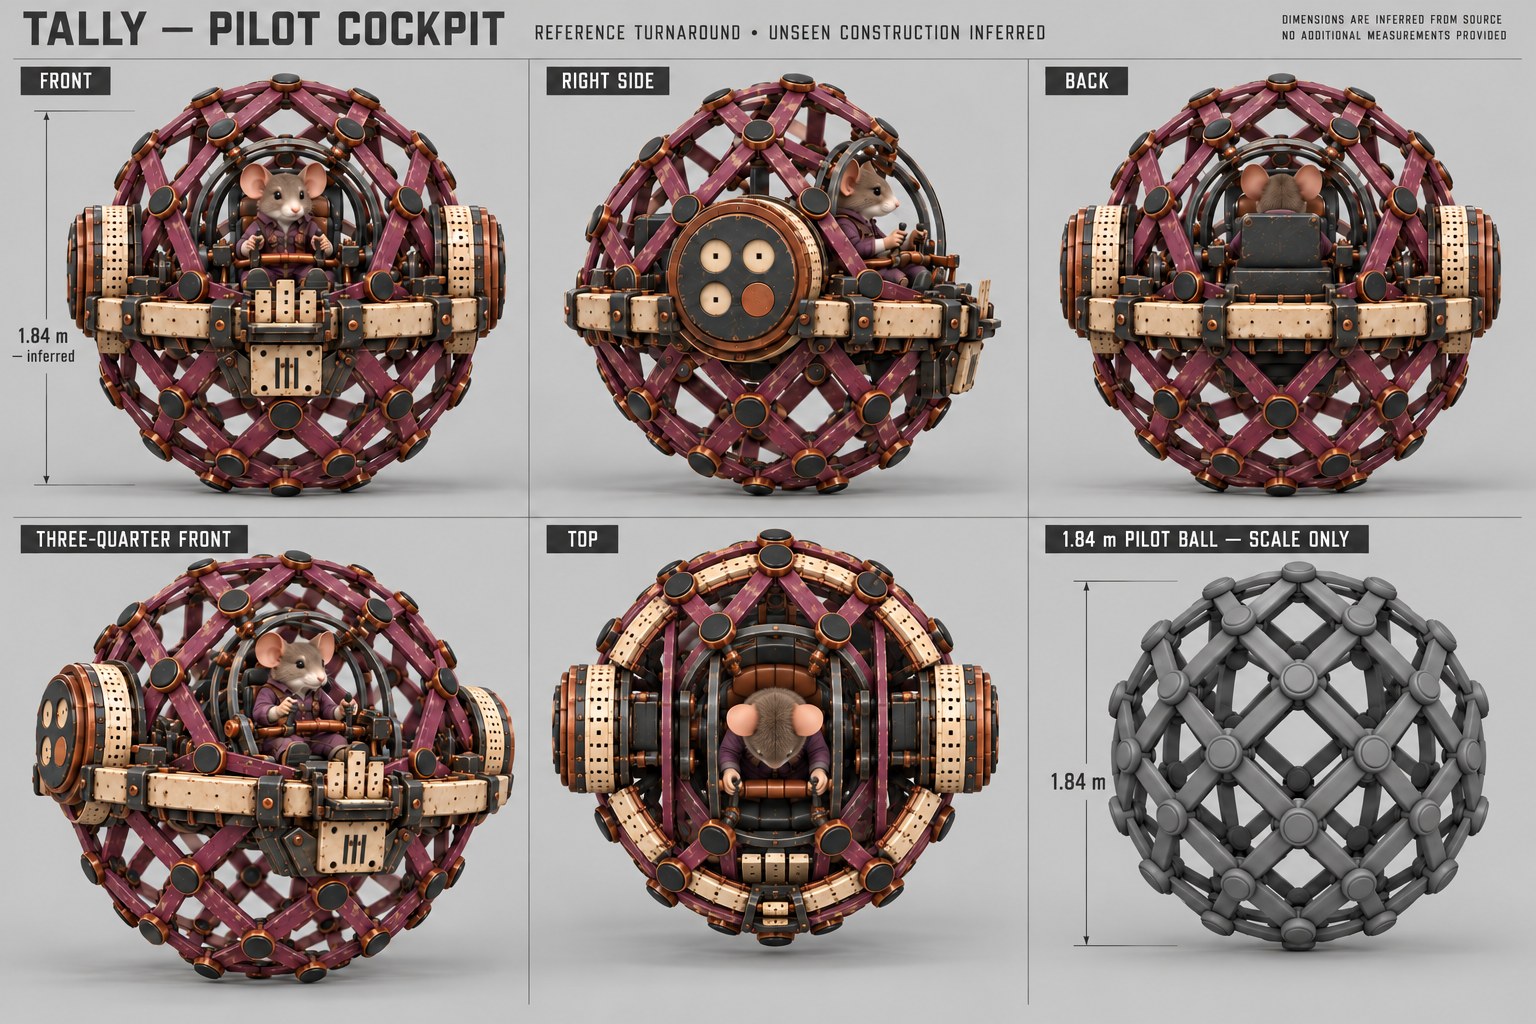 TALLY — PILOT COCKPIT
REFERENCE TURNAROUND • UNSEEN CONSTRUCTION INFERRED
DIMENSIONS ARE INFERRED FROM SOURCE
NO ADDITIONAL MEASUREMENTS PROVIDED
FRONT
1.84 m
— inferred
RIGHT SIDE
BACK
THREE-QUARTER FRONT
TOP
1.84 m PILOT BALL — SCALE ONLY
1.84 m